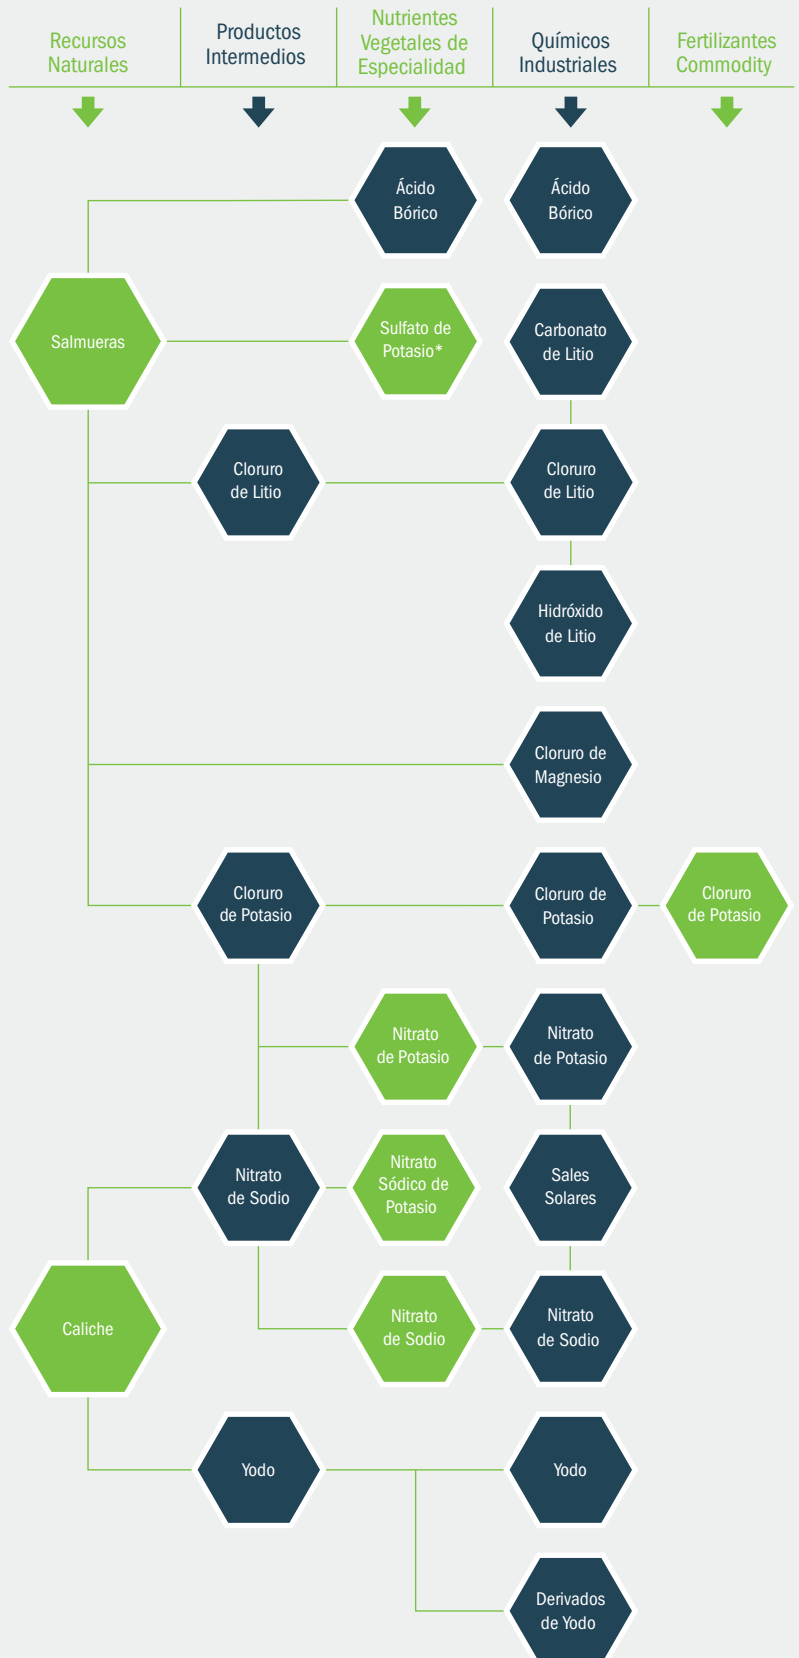 Recursos
Naturales
Productos
Intermedios
Nutrientes
Vegetales de
Especialidad
Químicos
Industriales
Fertilizantes
Commodity
Ácido
Bórico
Ácido
Bórico
Salmueras
Sulfato de
Potasio*
Carbonato
de Litio
Cloruro
de Litio
Cloruro
de Litio
Hidróxido
de Litio
Cloruro de
Magnesio
Cloruro
de Potasio
Cloruro de
Potasio
Cloruro
de Potasio
Nitrato
de Potasio
Nitrato
de Potasio
Nitrato
de Sodio
Nitrato
Sódico de
Potasio
Sales
Solares
Caliche
Nitrato
de Sodio
Nitrato
de Sodio
Yodo
Yodo
Derivados
de Yodo